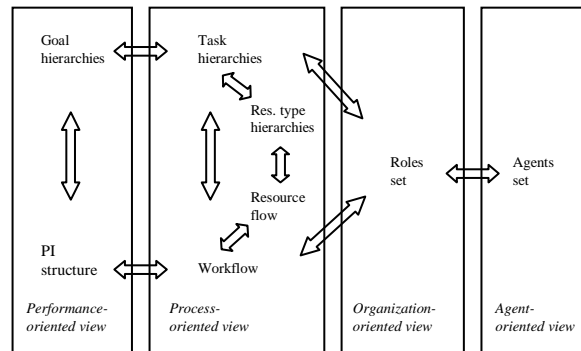 Goal
hierarchies
Task
hierarchies
Res. type
hierarchies
Resource
flow
Workflow
PI
structure
Roles
set
Agents
set
Performance-
oriented view
Process-
oriented view
Organization-
oriented view
Agent-
oriented view